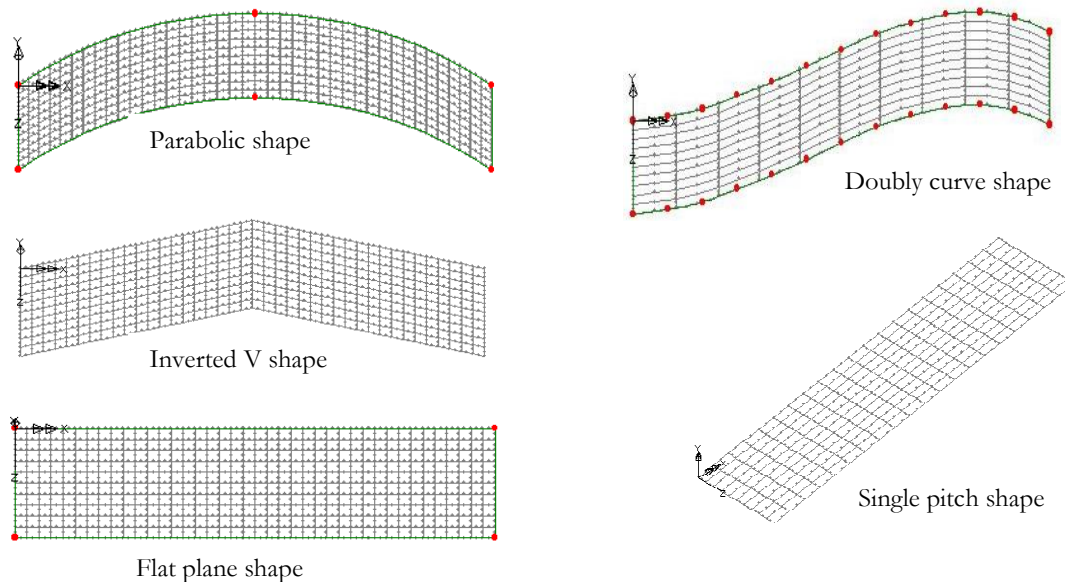 Y
X
Z
Parabolic shape
Y
X
Z
Doubly curve shape
Y
X
Z
Inverted V shape
Y
Z
Single pitch shape
Y
X
Z
Flat plane shape